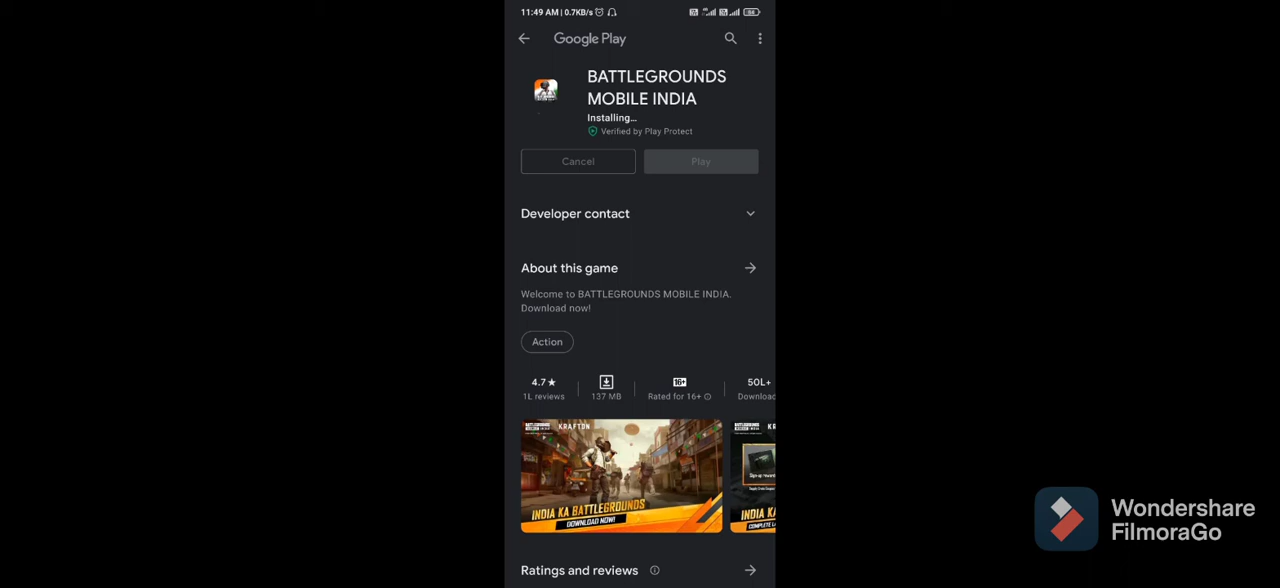 11:49 AM | 0.7KB/s
Google Play
BATTLEGROUNDS
MOBILE INDIA
Installing...
Verified by Play Protect
Cancel
Play
Developer contact
About this game
Welcome to BATTLEGROUNDS MOBILE INDIA.
Download now!
Action
4.7★
16+
50L+
1L reviews
137 MB
Rated for 16+
Download
KRAFTON
INDIA KA BATTLEGROUNDS
DOWNLOAD NOW!
Wondershare
FilmoraGo
Ratings and reviews